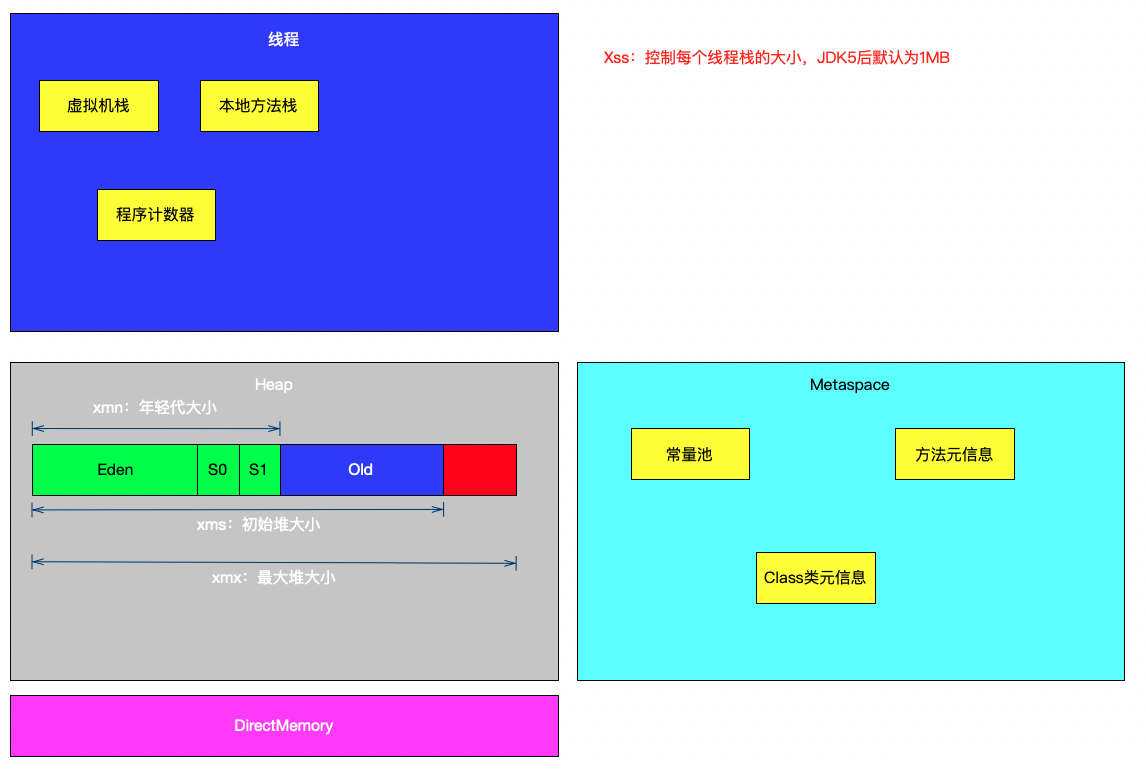 线程
Xss：控制每个线程栈的大小，JDK5后默认为1MB
虚拟机栈
本地方法栈
程序计数器
Heap
xmn：年轻代大小
Eden
S0
S1
Old
xms：初始堆大小
xmx：最大堆大小
Metaspace
常量池
方法元信息
Class类元信息
DirectMemory